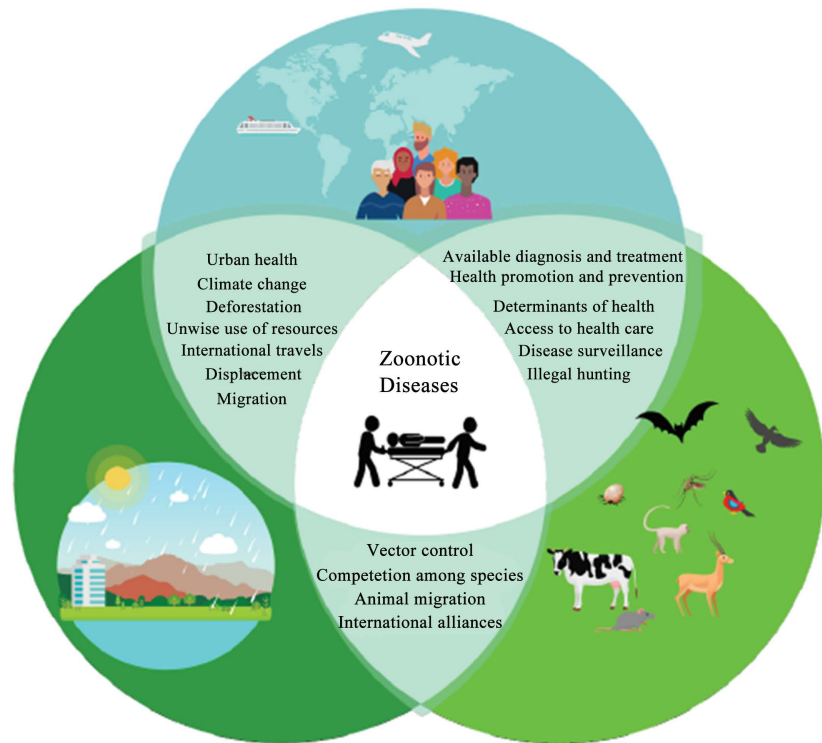 Urban health
Climate change
Deforestation
Unwise use of resources
International travels
Displacement
Migration
Available diagnosis and treatment
Health promotion and prevention
Determinants of health
Access to health care
Disease surveillance
Illegal hunting
Zoonotic
Diseases
Vector control
Competetion among species
Animal migration
International alliances